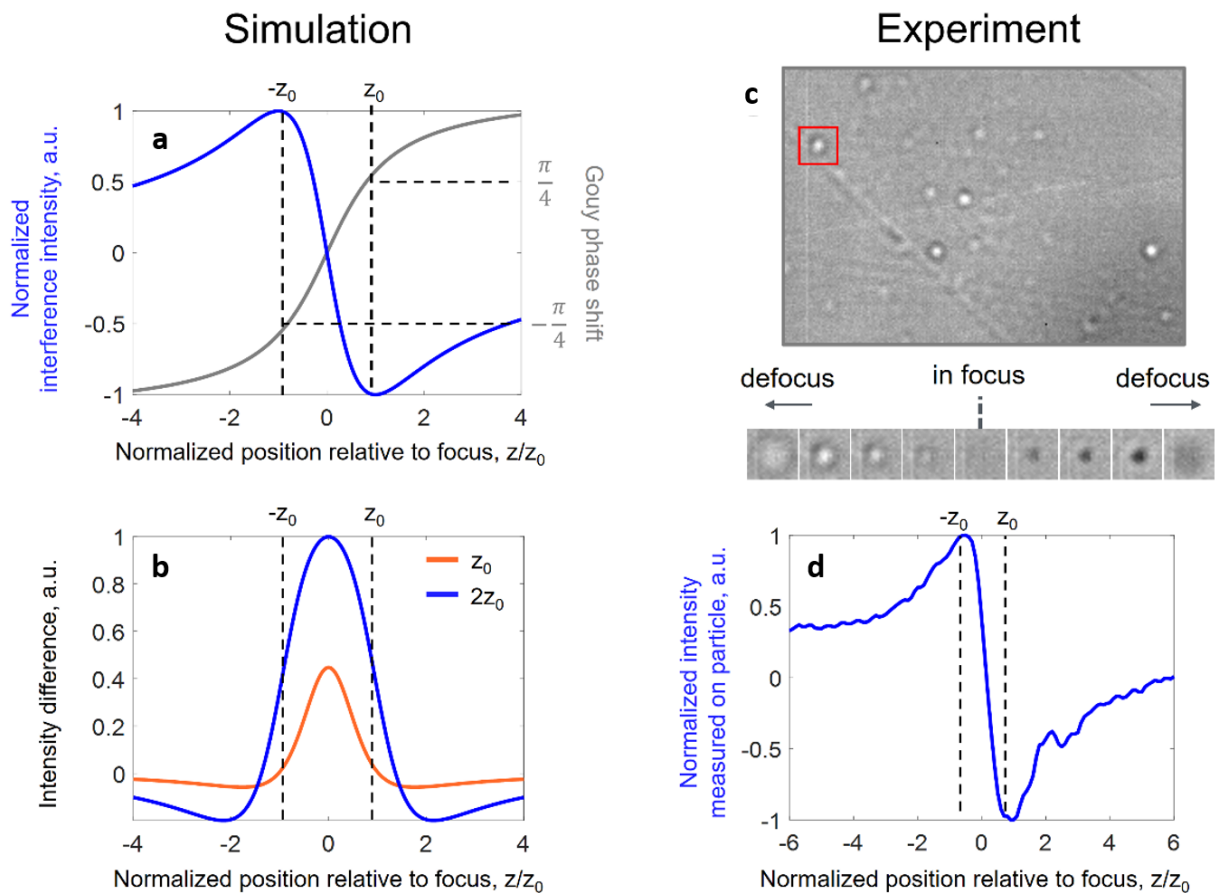 Simulation
Experiment
a
-z₀ z₀
1
0.5
0
-0.5
-1
-4 -2 0 2 4
Normalized
interference intensity, a.u.
π/4
-π/4
Gouy phase shift
Normalized position relative to focus, z/z₀
c
defocus in focus defocus
b
-z₀ z₀
z₀
2z₀
1
0.8
0.6
0.4
0.2
0
-4 -2 0 2 4
Intensity difference, a.u.
Normalized position relative to focus, z/z₀
d
-z₀ z₀
1
0.5
0
-0.5
-1
-6 -4 -2 0 2 4 6
Normalized intensity
measured on particle, a.u.
Normalized position relative to focus, z/z₀